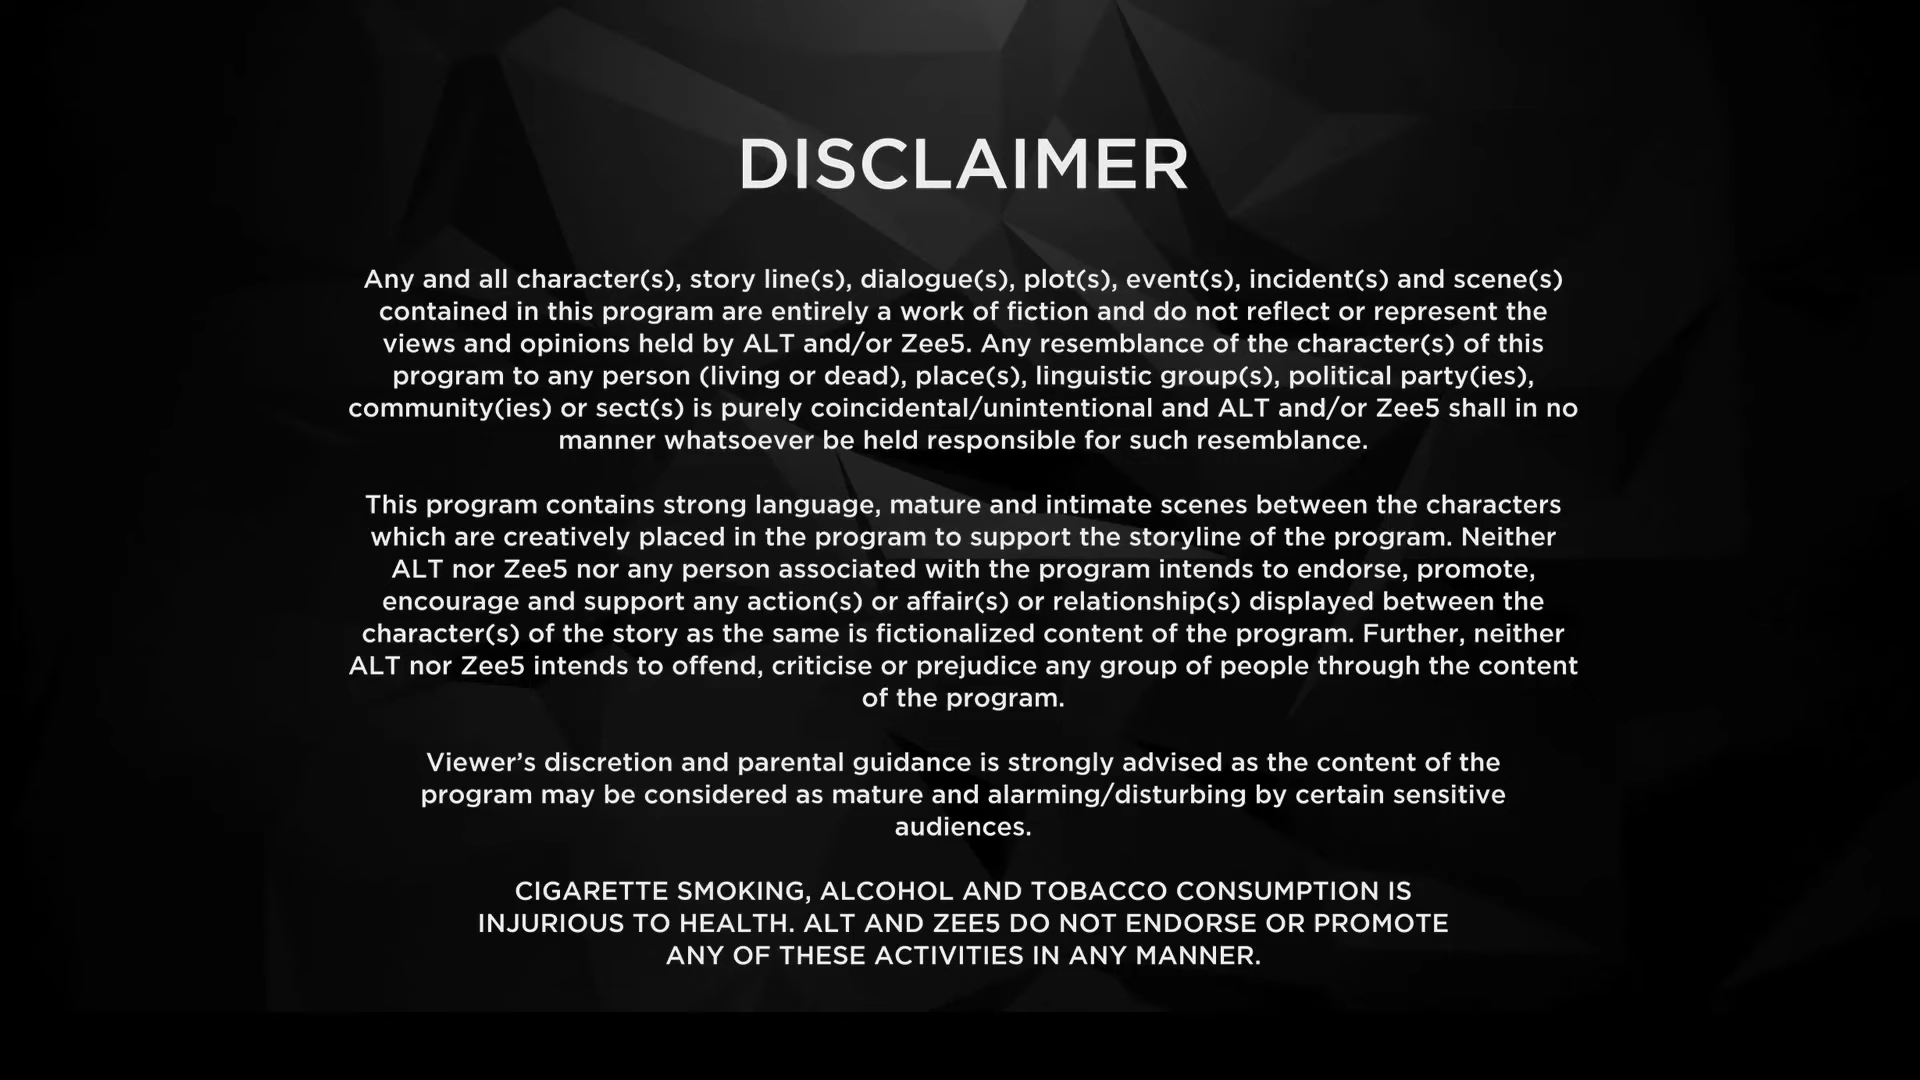 DISCLAIMER
Any and all character(s), story line(s), dialogue(s), plot(s), event(s), incident(s) and scene(s)
contained in this program are entirely a work of fiction and do not reflect or represent the
views and opinions held by ALT and/or Zee5. Any resemblance of the character(s) of this
program to any person (living or dead), place(s), linguistic group(s), political party(ies),
community(ies) or sect(s) is purely coincidental/unintentional and ALT and/or Zee5 shall in no
manner whatsoever be held responsible for such resemblance.
This program contains strong language, mature and intimate scenes between the characters
which are creatively placed in the program to support the storyline of the program. Neither
ALT nor Zee5 nor any person associated with the program intends to endorse, promote,
encourage and support any action(s) or affair(s) or relationship(s) displayed between the
character(s) of the story as the same is fictionalized content of the program. Further, neither
ALT nor Zee5 intends to offend, criticise or prejudice any group of people through the content
of the program.
Viewer’s discretion and parental guidance is strongly advised as the content of the
program may be considered as mature and alarming/disturbing by certain sensitive
audiences.
CIGARETTE SMOKING, ALCOHOL AND TOBACCO CONSUMPTION IS
INJURIOUS TO HEALTH. ALT AND ZEE5 DO NOT ENDORSE OR PROMOTE
ANY OF THESE ACTIVITIES IN ANY MANNER.